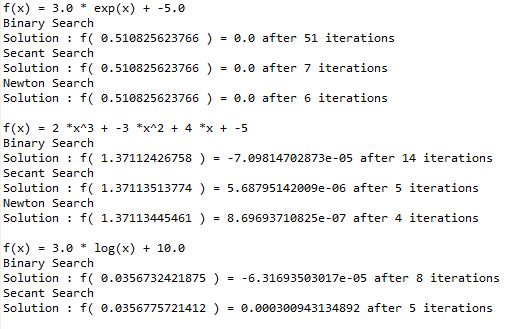 f(x) = 3.0 * exp(x) + -5.0
Binary Search
Solution : f( 0.510825623766 ) = 0.0 after 51 iterations
Secant Search
Solution : f( 0.510825623766 ) = 0.0 after 7 iterations
Newton Search
Solution : f( 0.510825623766 ) = 0.0 after 6 iterations
f(x) = 2 *x^3 + -3 *x^2 + 4 *x + -5
Binary Search
Solution : f( 1.37112426758 ) = -7.09814702873e-05 after 14 iterations
Secant Search
Solution : f( 1.37113513774 ) = 5.68795142009e-06 after 5 iterations
Newton Search
Solution : f( 1.37113445461 ) = 8.69693710825e-07 after 4 iterations
f(x) = 3.0 * log(x) + 10.0
Binary Search
Solution : f( 0.0356732421875 ) = -6.31693503017e-05 after 8 iterations
Secant Search
Solution : f( 0.0356775721412 ) = 0.000300943134892 after 5 iterations